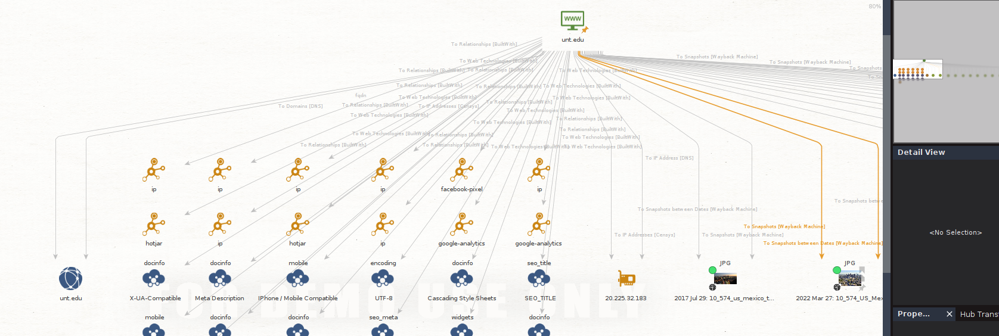 80%
WWW
unt.edu
To Relationships [BuiltWith]
To Snapshots [Wayback Machine]
To Web Technologies [BuiltWith]
To Snapshots [Wayback Machine]
To Snapshots
To Relationships [BuiltWith]
To Relationships [BuiltWith]
To Web Technologies [BuiltWith]
To Relationships [BuiltWith]
To Relationships [BuiltWith]
To Web Technologies [BuiltWith]
fqdn
To Web Technologies [BuiltWith]
To Web Technologies [BuiltWith]
To Domains [DNS]
To Relationships [BuiltWith]
To IP Addresses [Censys]
To Relationships [BuiltWith]
To Web Technologies [BuiltWith]
To Web Technologies [BuiltWith]
To Relationships [BuiltWith]
To Web Technologies [BuiltWith]
To Relationships [BuiltWith]
To Web Technologies [BuiltWith]
To Relationships [BuiltWith]
To Web Technologies [BuiltWith]
To Relationships [BuiltWith]
To Relationships [BuiltWith]
To Web Technologies [BuiltWith]
To Web Technologies [BuiltWith]
Detail View
To IP Address [DNS]
ip
ip
ip
ip
facebook-pixel
ip
To Snapshots betwe
To Snapshots between Dates [Wayback Machine]
To Snapshots [Wayback Machine]
<No Selection>
To IP Addresses [Censys]
To Snapshots [Wayback Machine]
hotjar
ip
hotjar
ip
google-analytics
google-analytics
To Snapshots between Dates [Wayback Machine]
docinfo
docinfo
mobile
encoding
docinfo
seo_title
JPG
JPG
unt.edu
X-UA-Compatible
Meta Description
IPhone / Mobile Compatible
UTF-8
Cascading Style Sheets
SEO_TITLE
20.225.32.183
2017 Jul 29: 10_574_us_mexico_t...
2022 Mar 27: 10_574_US_Mex
FOR DEMO USE ONLY
mobile
docinfo
docinfo
seo_meta
widgets
docinfo
Prope...
Hub Trans